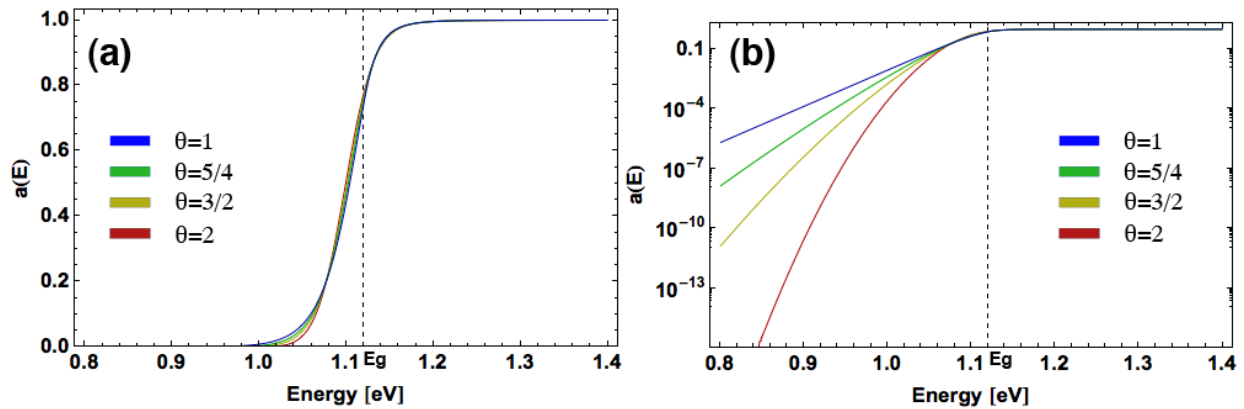 (a)
a(E)
1.0
0.8
0.6
0.4
0.2
0.0
θ=1
θ=5/4
θ=3/2
θ=2
0.8 0.9 1.0 1.1 Eg 1.2 1.3 1.4
Energy [eV]
(b)
a(E)
0.1
10^-4
10^-7
10^-10
10^-13
θ=1
θ=5/4
θ=3/2
θ=2
0.8 0.9 1.0 1.1 Eg 1.2 1.3 1.4
Energy [eV]